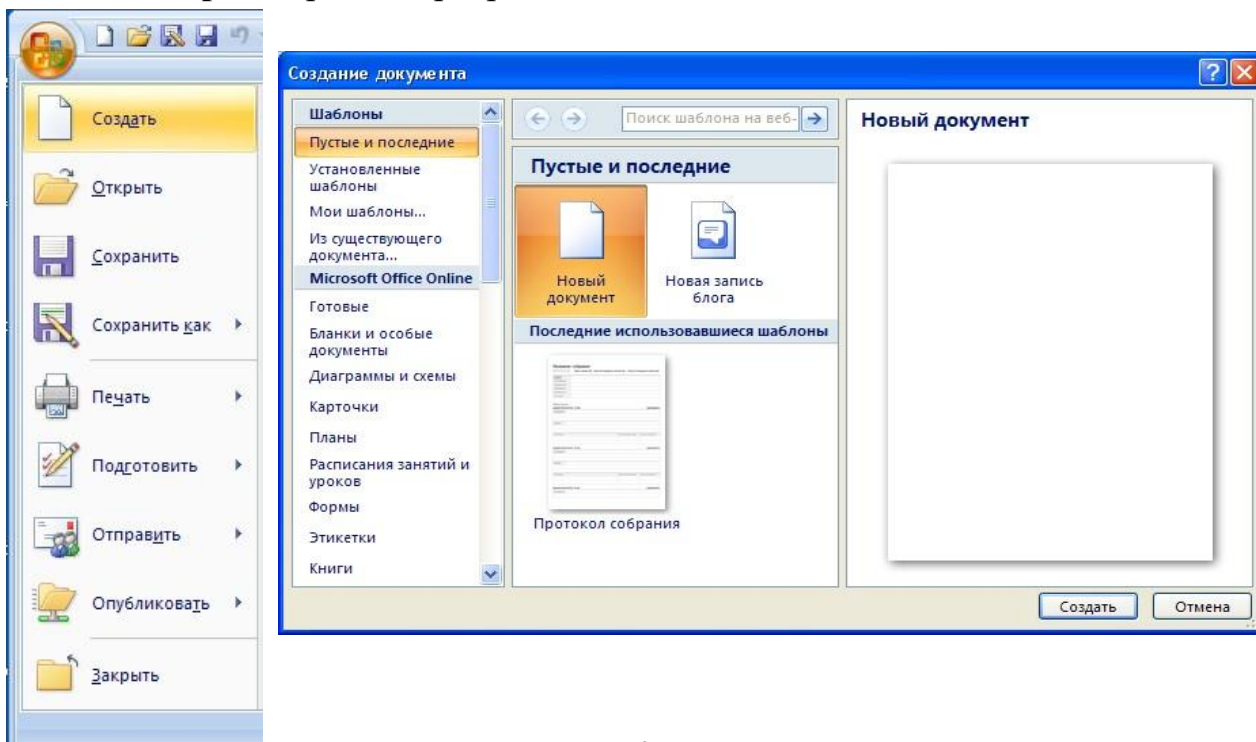 Создать
Открыть
Сохранить
Сохранить как
Печать
Подготовить
Отправить
Опубликовать
Закрыть
Создание документа
Шаблоны
Пустые и последние
Установленные
шаблоны
Мои шаблоны...
Из существующего
документа...
Microsoft Office Online
Готовые
Бланки и особые
документы
Диаграммы и схемы
Карточки
Планы
Расписания занятий и
уроков
Формы
Этикетки
Книги
Поиск шаблона на веб-
Пустые и последние
Новый
документ
Новая запись
блога
Последние использовавшиеся шаблоны
Протокол собрания
Новый документ
Создать
Отмена